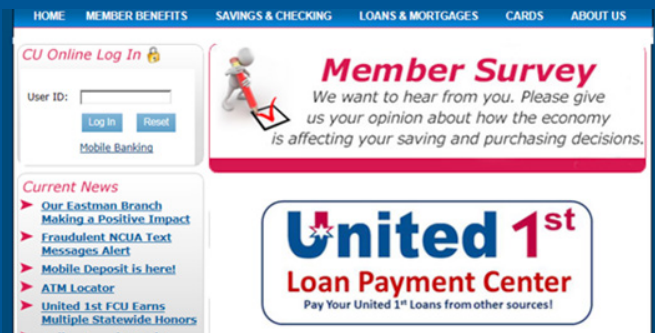 HOME MEMBER BENEFITS SAVINGS & CHECKING LOANS & MORTGAGES CARDS ABOUT US
CU Online Log In
User ID:
Log In Reset
Mobile Banking
Member Survey
We want to hear from you. Please give
us your opinion about how the economy
is affecting your saving and purchasing decisions.
Current News
Our Eastman Branch
Making a Positive Impact
Fraudulent NCUA Text
Messages Alert
Mobile Deposit is here!
ATM Locator
United 1st FCU Earns
Multiple Statewide Honors
United 1st
Loan Payment Center
Pay Your United 1st Loans from other sources!